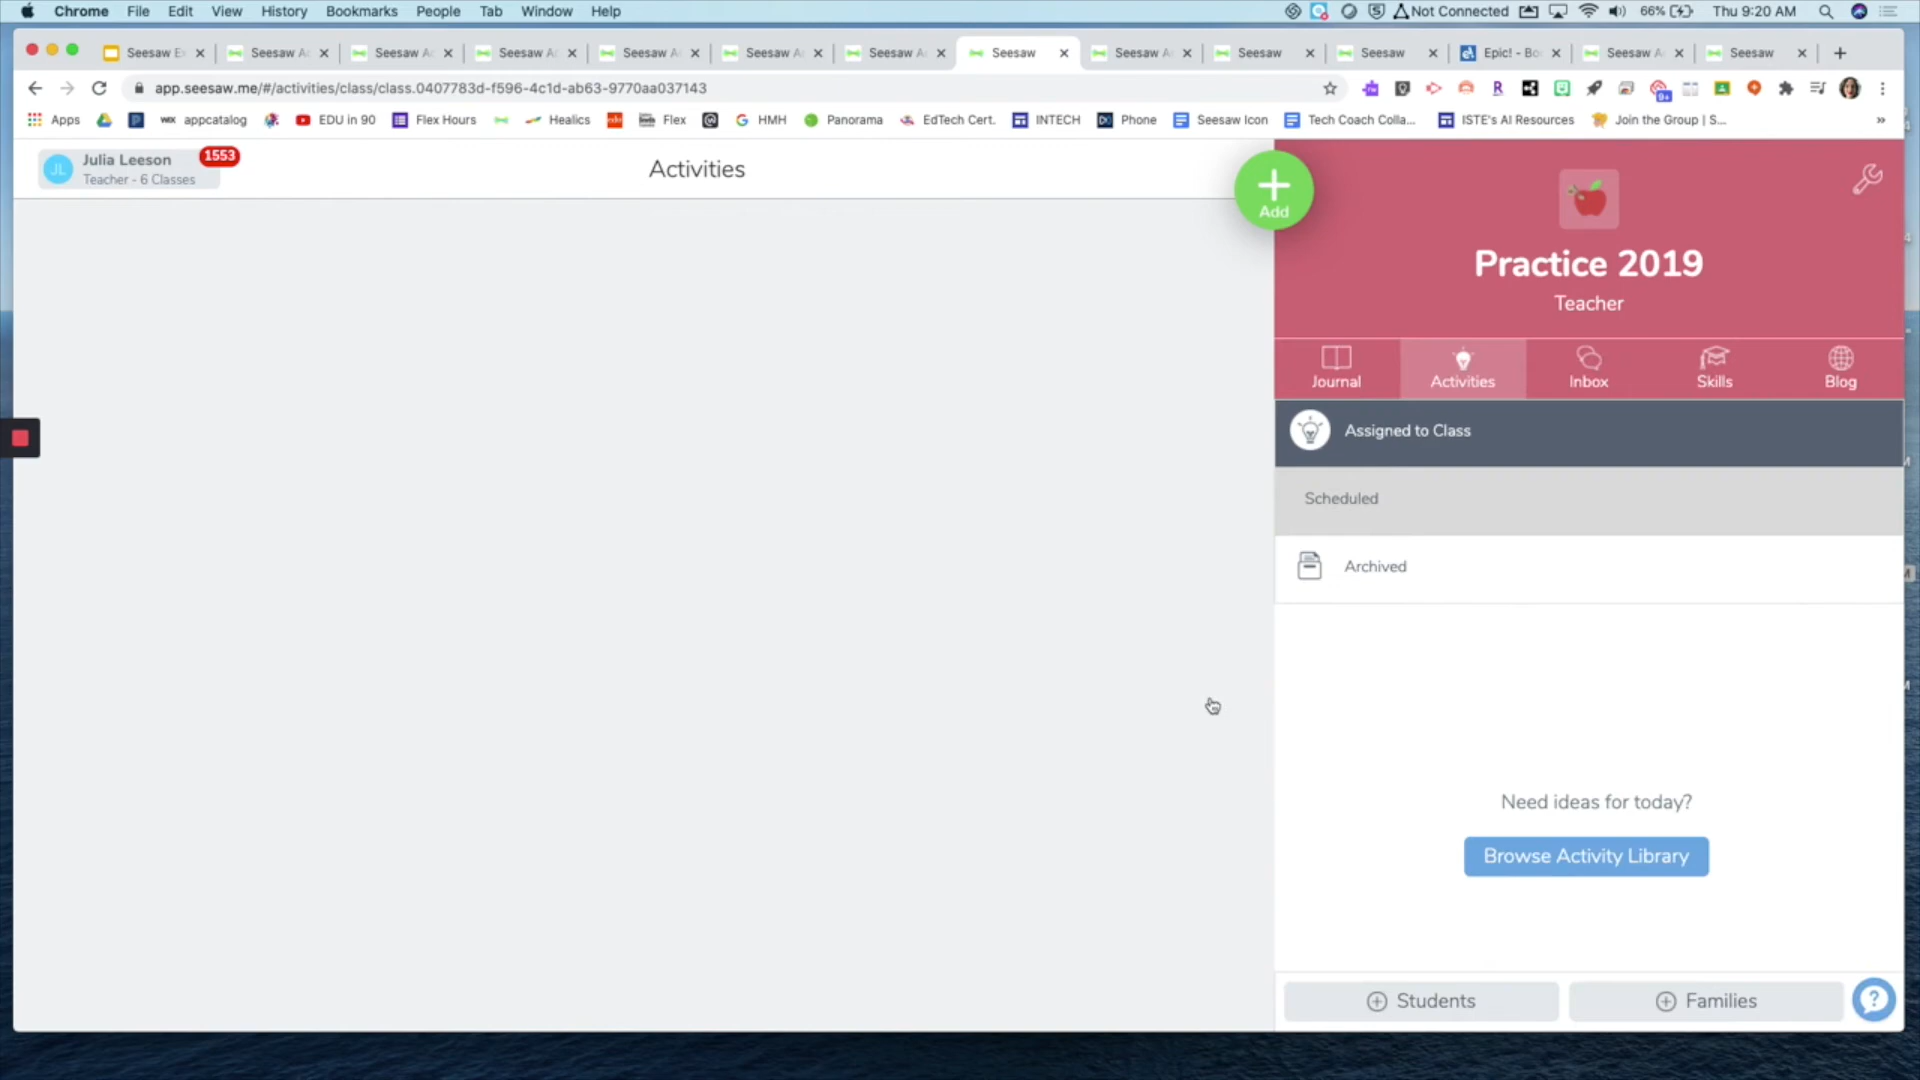 Chrome File Edit View History Bookmarks People Tab Window Help Not Connected 66% Thu 9:20 AM
Seesaw E Seesaw A Seesaw A Seesaw A Seesaw A Seesaw A Seesaw A Seesaw Seesaw A Seesaw Seesaw Epic! - Bo Seesaw A Seesaw
app.seesaw.me/#/activities/class/class.0407783d-f596-4c1d-ab63-9770aa037143
Apps wix appcatalog EDU in 90 Flex Hours Healics Flex HMH Panorama EdTech Cert. INTECH Phone Seesaw Icon Tech Coach Colla... ISTE's AI Resources Join the Group | S... »
JL Julia Leeson 1553
Teacher - 6 Classes
Activities
Add
Practice 2019
Teacher
Journal Activities Inbox Skills Blog
Assigned to Class
Scheduled
Archived
Need ideas for today?
Browse Activity Library
Students Families ?